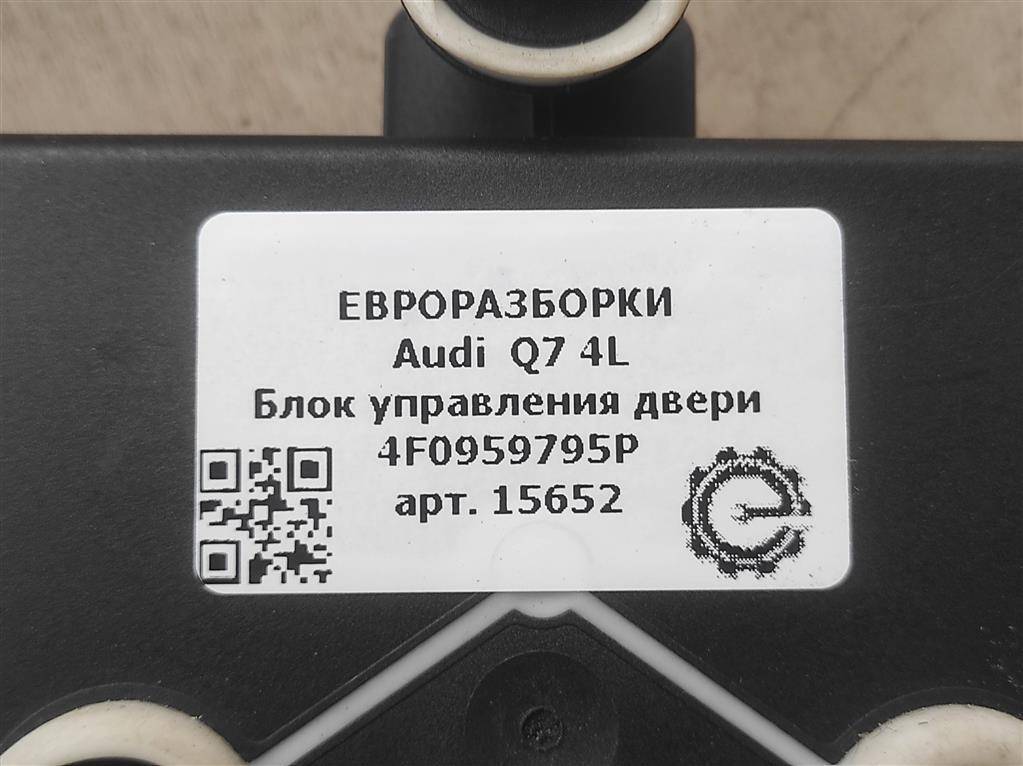 ЕВРОРАЗБОРКИ
Audi Q7 4L
Блок управления двери
4F0959795P
арт. 15652